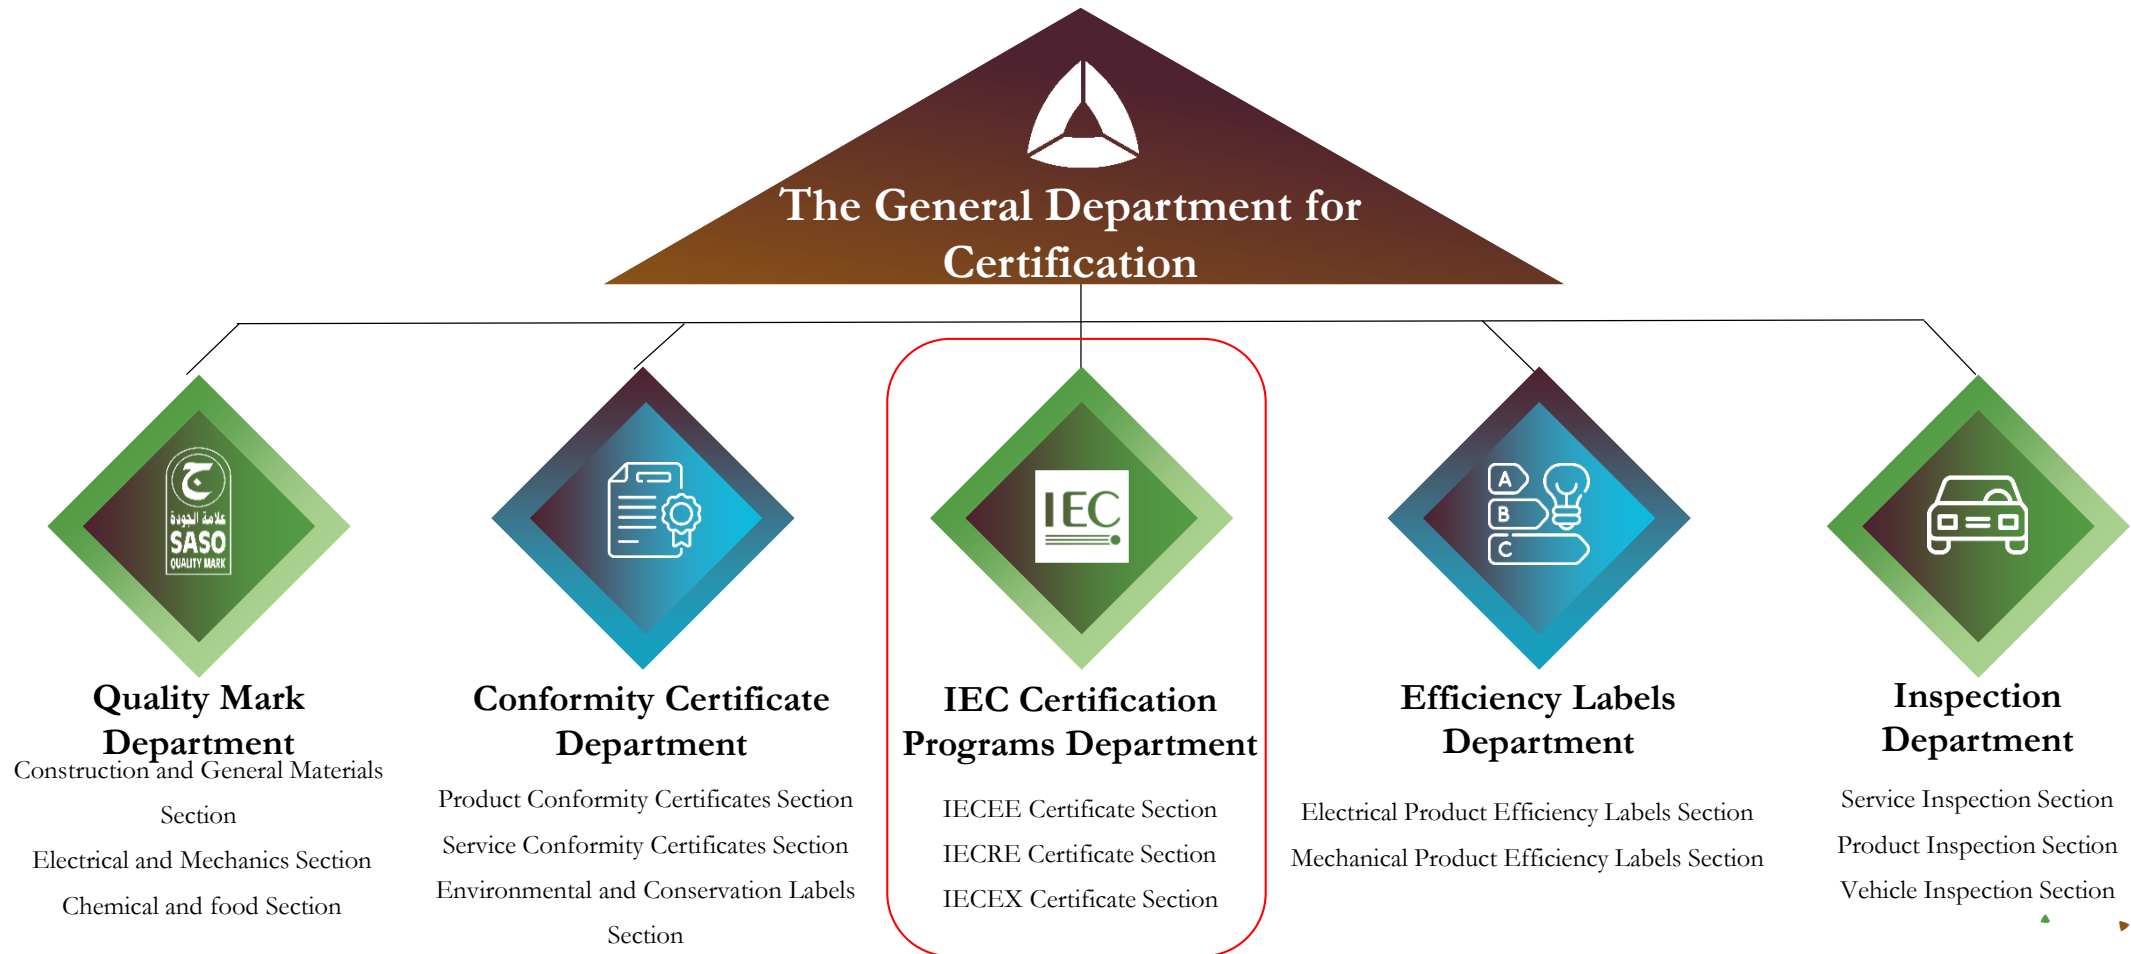 The General Department for
Certification
ج
علامة الجودة
SASO
QUALITY MARK
IEC
A
B
C
Quality Mark
Department
Construction and General Materials
Section
Electrical and Mechanics Section
Chemical and food Section
Conformity Certificate
Department
Product Conformity Certificates Section
Service Conformity Certificates Section
Environmental and Conservation Labels
Section
IEC Certification
Programs Department
IECEE Certificate Section
IECRE Certificate Section
IECEX Certificate Section
Efficiency Labels
Department
Electrical Product Efficiency Labels Section
Mechanical Product Efficiency Labels Section
Inspection
Department
Service Inspection Section
Product Inspection Section
Vehicle Inspection Section